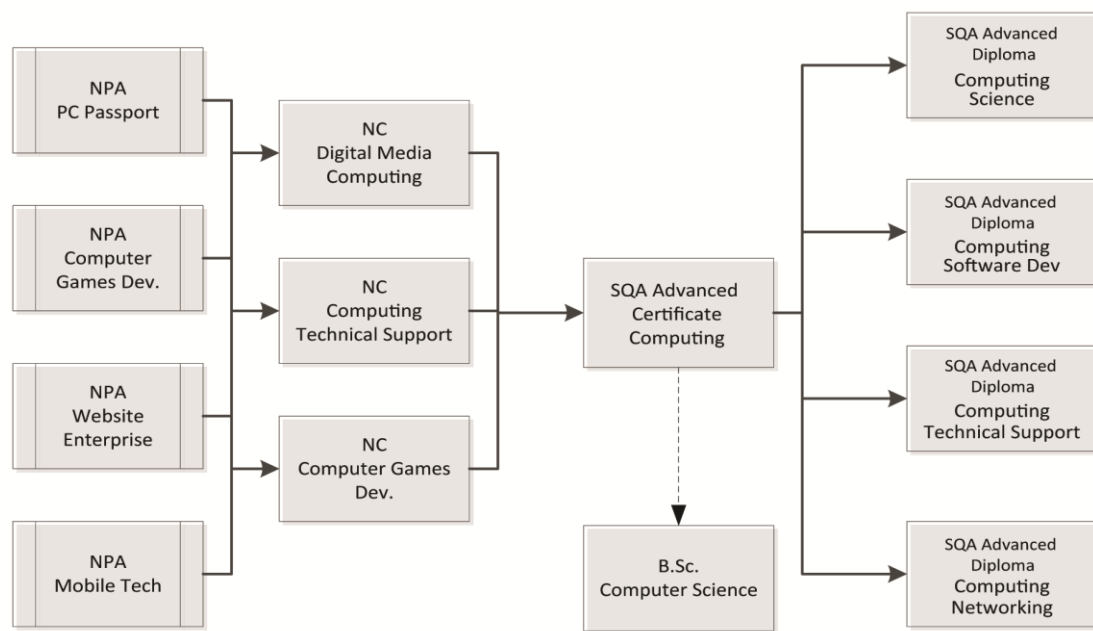 NPA
PC Passport
NPA
Computer
Games Dev.
NPA
Website
Enterprise
NPA
Mobile Tech
NC
Digital Media
Computing
NC
Computing
Technical Support
NC
Computer Games
Dev.
SQA Advanced
Certificate
Computing
B.Sc.
Computer Science
SQA Advanced
Diploma
Computing
Science
SQA Advanced
Diploma
Computing
Software Dev
SQA Advanced
Diploma
Computing
Technical Support
SQA Advanced
Diploma
Computing
Networking